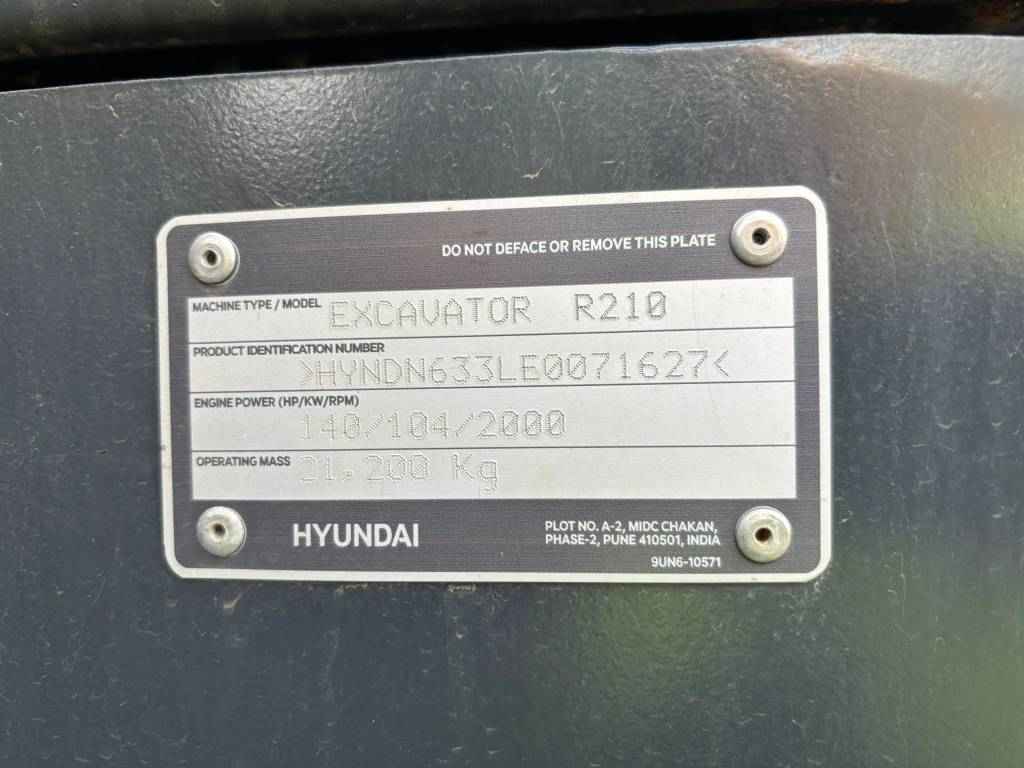 DO NOT DEFACE OR REMOVE THIS PLATE
MACHINE TYPE / MODEL EXCAVATOR R210
PRODUCT IDENTIFICATION NUMBER >HYNDN633LE0071627<
ENGINE POWER (HP/KW/RPM) 140/104/2000
OPERATING MASS 21.200 Kg
HYUNDAI
PLOT NO. A-2, MIDC CHAKAN,
PHASE-2, PUNE 410501, INDIA
9UN6-10571